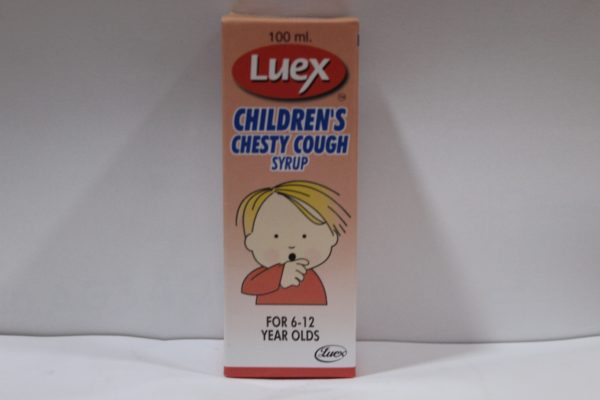 100 ml.
Luex
CHILDREN'S
CHESTY COUGH
SYRUP
FOR 6-12
YEAR OLDS
Luex